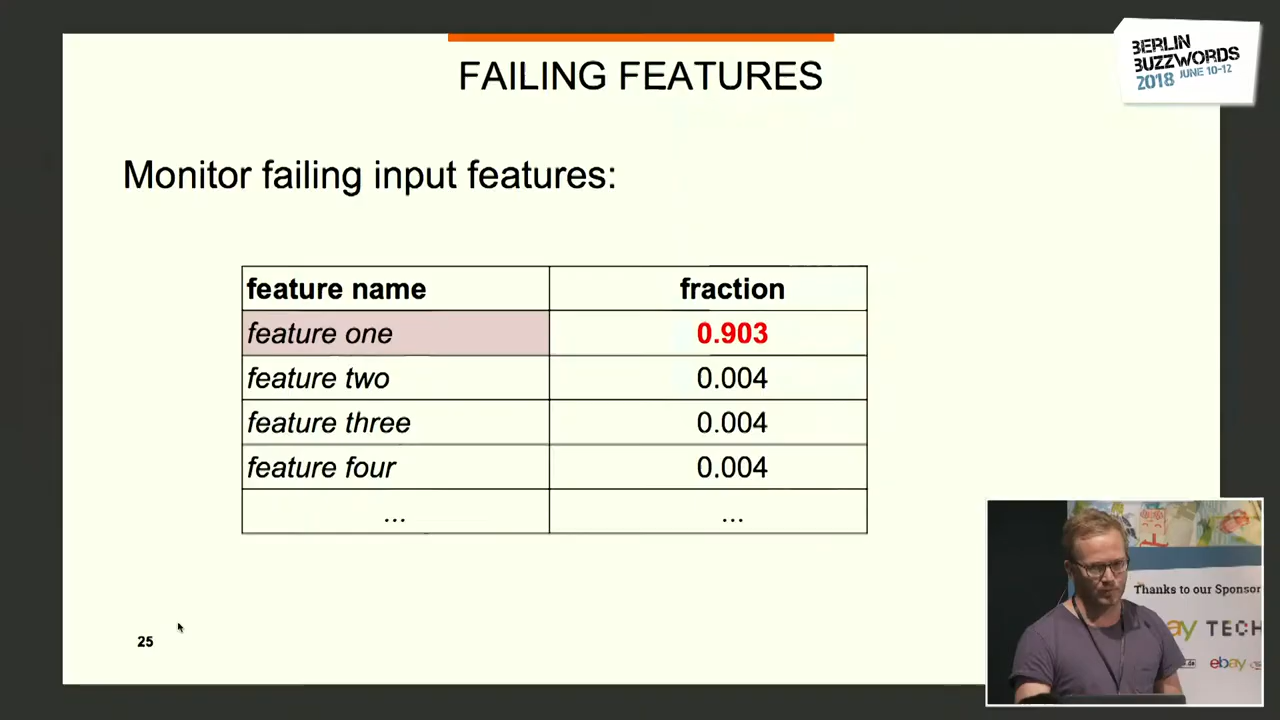 FAILING FEATURES
BERLIN
BUZZWORDS
2018 JUNE 10-12
Monitor failing input features:
feature name fraction
feature one 0.903
feature two 0.004
feature three 0.004
feature four 0.004
... ...
25
Thanks to our Sponsor
ay TECH
ebay